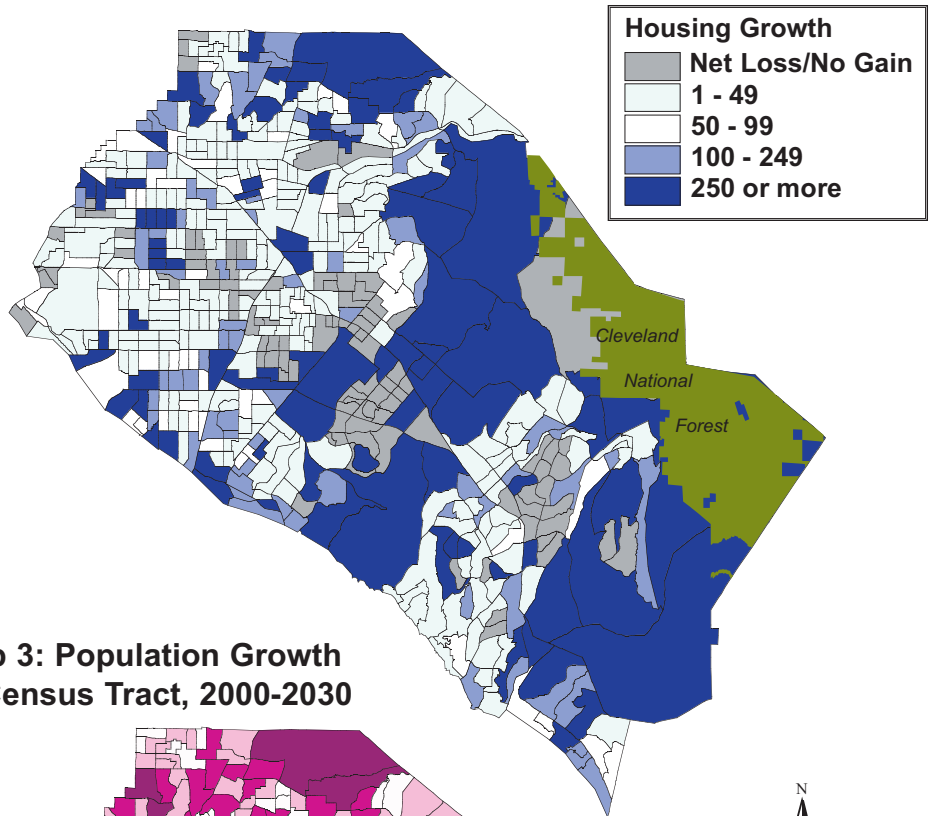 Housing Growth
Net Loss/No Gain
1 - 49
50 - 99
100 - 249
250 or more
Cleveland
National
Forest
3: Population Growth
Census Tract, 2000-2030
N